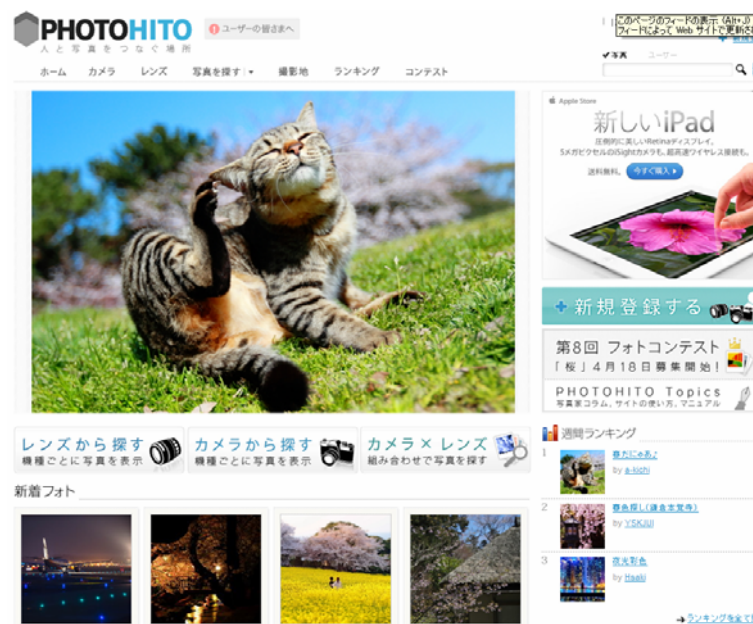 PHOTOHITO
人と写真をつなぐ場所
ユーザーの皆さまへ
このページのフィードの表示 (Alt+J)
フィードによって Web サイトで更新さ
写真 ユーザー
ホーム カメラ レンズ 写真を探す 撮影地 ランキング コンテスト
Apple Store
新しいiPad
圧倒的に美しいRetinaディスプレイ。
5メガピクセルのiSightカメラも、超高速ワイヤレス接続も。
送料無料。 今すぐ購入
+ 新規登録する
第8回 フォトコンテスト
「桜」4月18日募集開始!
PHOTOHITO Topics
写真家コラム、サイトの使い方、マニュアル
レンズから探す
機種ごとに写真を表示
カメラから探す
機種ごとに写真を表示
カメラ×レンズ
組み合わせで写真を探す
新着フォト
週間ランキング
1 春だにゃあ♪
by a-kichi
2 春色探し(鎌倉本覚寺)
by YSKJUI
3 夜光彩色
by Hsaki
ランキングを全て